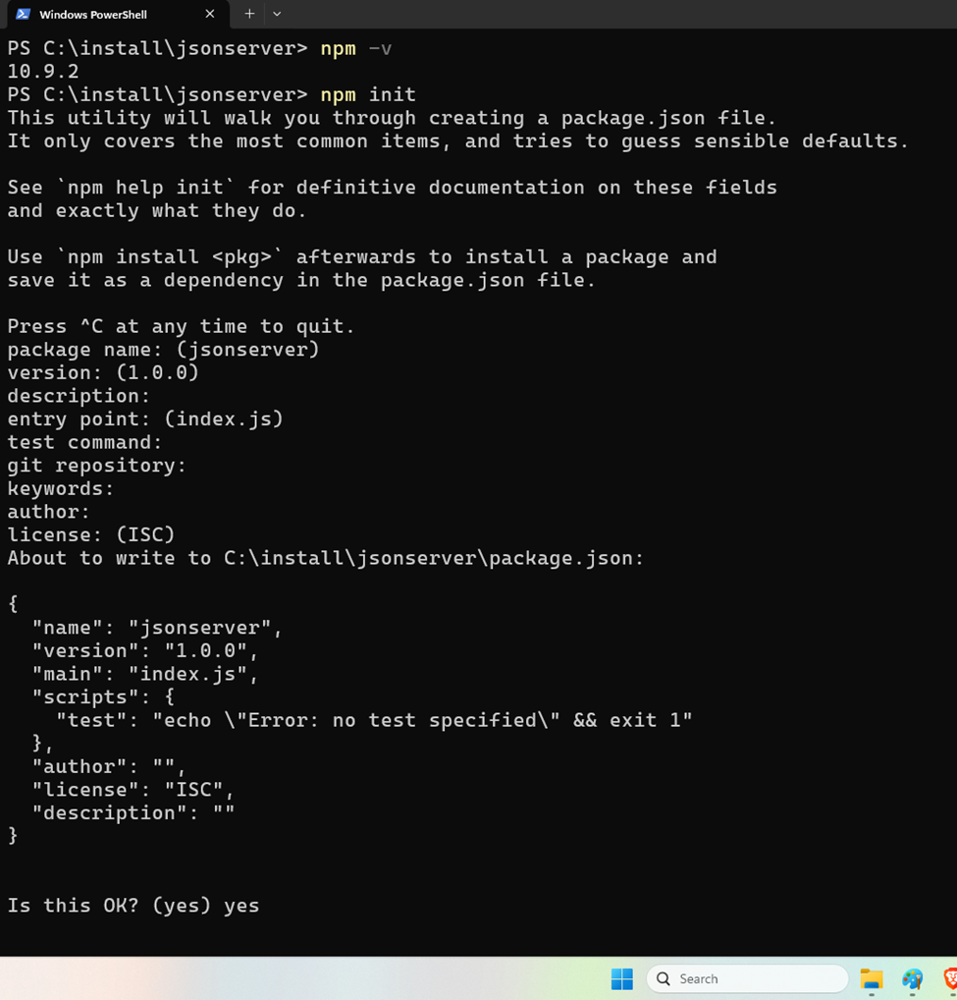 Windows PowerShell
PS C:\install\jsonserver> npm -v
10.9.2
PS C:\install\jsonserver> npm init
This utility will walk you through creating a package.json file.
It only covers the most common items, and tries to guess sensible defaults.
See `npm help init` for definitive documentation on these fields
and exactly what they do.
Use `npm install <pkg>` afterwards to install a package and
save it as a dependency in the package.json file.
Press ^C at any time to quit.
package name: (jsonserver)
version: (1.0.0)
description:
entry point: (index.js)
test command:
git repository:
keywords:
author:
license: (ISC)
About to write to C:\install\jsonserver\package.json:
{
  "name": "jsonserver",
  "version": "1.0.0",
  "main": "index.js",
  "scripts": {
    "test": "echo \"Error: no test specified\" && exit 1"
  },
  "author": "",
  "license": "ISC",
  "description": ""
}
Is this OK? (yes) yes
Search